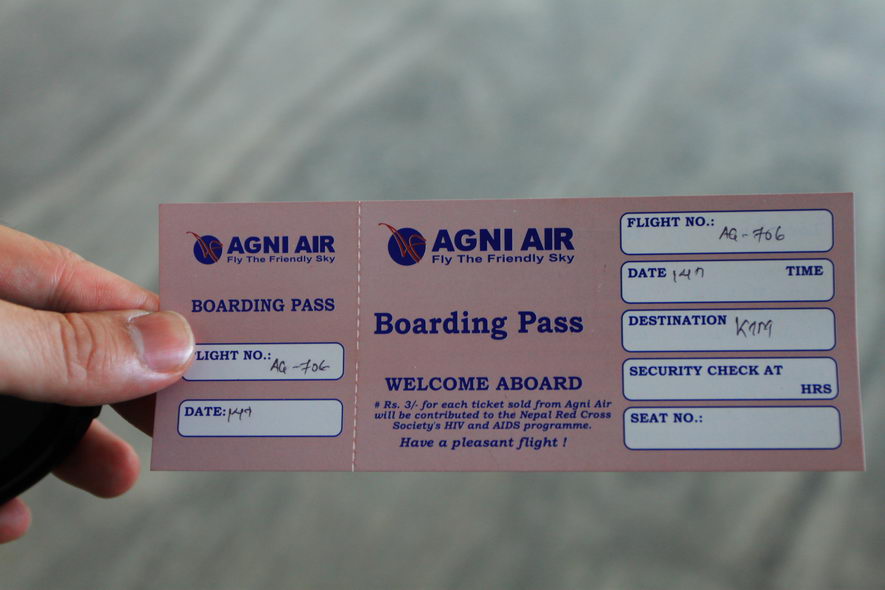 AGNI AIR
Fly The Friendly Sky
BOARDING PASS
FLIGHT NO.:
AG-706
DATE:
AGNI AIR
Fly The Friendly Sky
Boarding Pass
WELCOME ABOARD
# Rs. 3/- for each ticket sold from Agni Air
will be contributed to the Nepal Red Cross
Society's HIV and AIDS programme.
Have a pleasant flight !
FLIGHT NO.:
AG-706
DATE TIME
DESTINATION KTM
SECURITY CHECK AT
HRS
SEAT NO.: